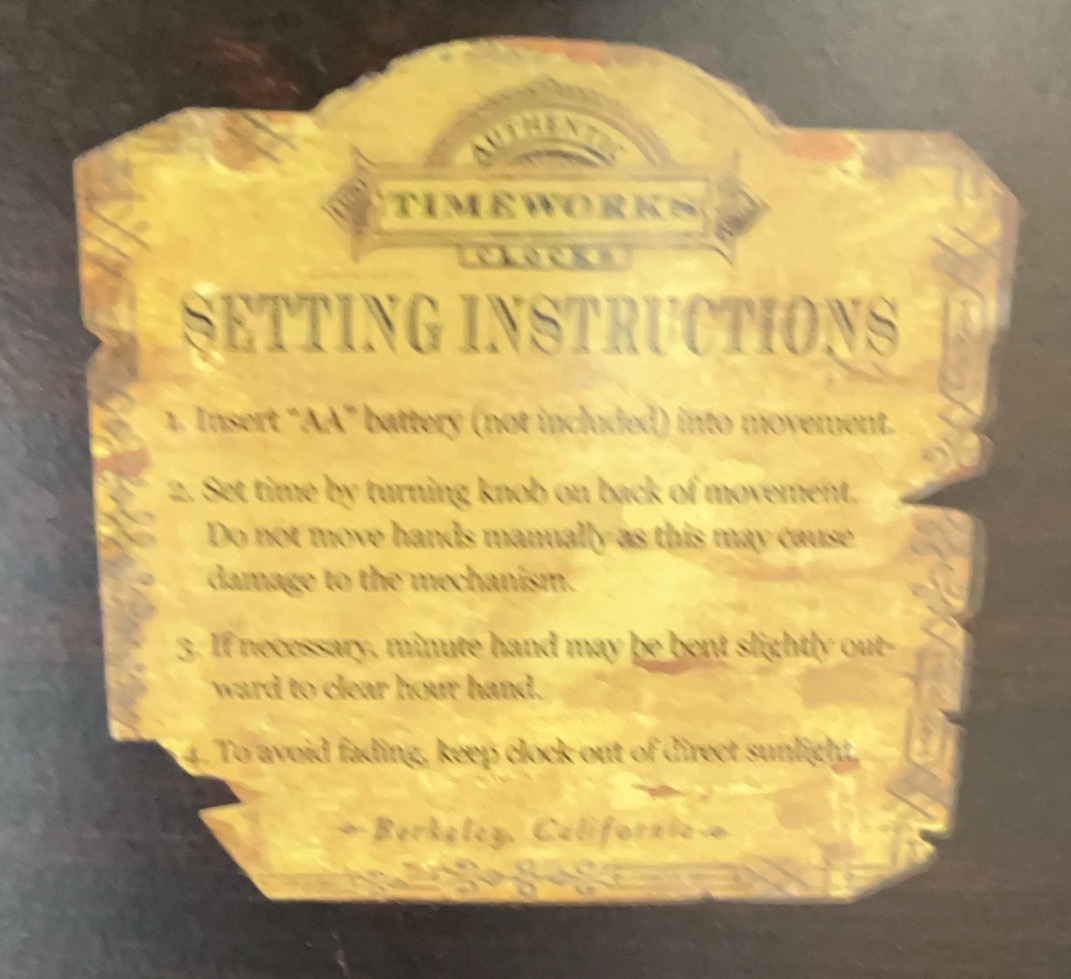 AUTHENTIC
TIMEWORKS
CLOCKS
SETTING INSTRUCTIONS
1. Insert "AA" battery (not included) into movement.
2. Set time by turning knob on back of movement.
Do not move hands manually as this may cause
damage to the mechanism.
3. If necessary, minute hand may be bent slightly out-
ward to clear hour hand.
4. To avoid fading, keep clock out of direct sunlight.
Berkeley, California